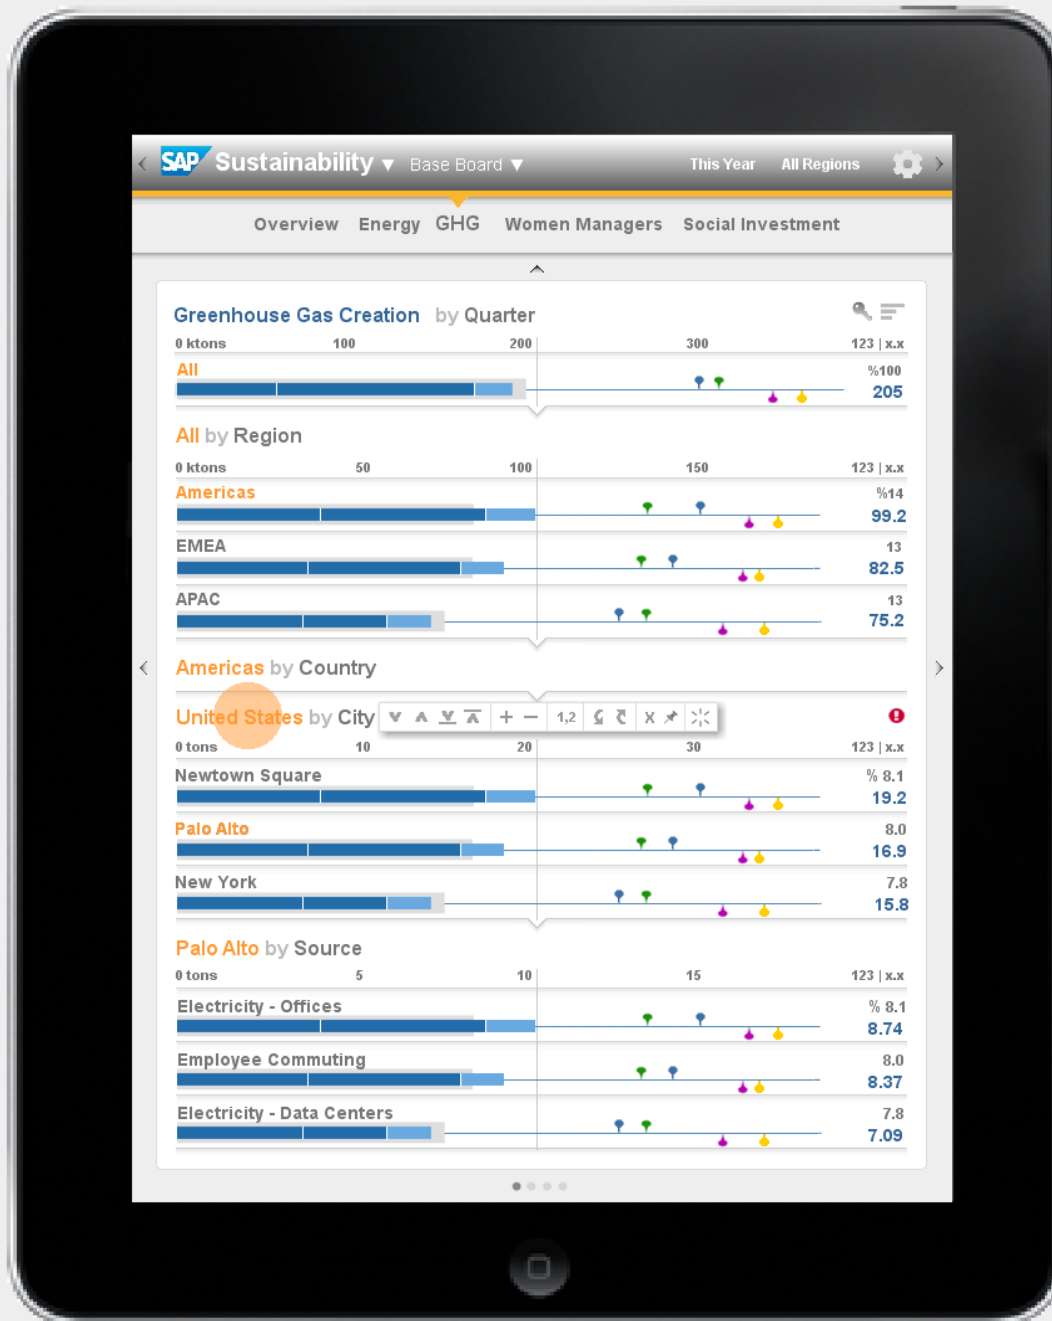 SAP Sustainability ▼ Base Board ▼ This Year All Regions
Overview Energy GHG Women Managers Social Investment
Greenhouse Gas Creation by Quarter
0 ktons 100 200 300 123 | x.x
All %100
205
All by Region
0 ktons 50 100 150 123 | x.x
Americas %14
99.2
EMEA 13
82.5
APAC 13
75.2
Americas by Country
United States by City 1,2 X
0 tons 10 20 30 123 | x.x
Newtown Square % 8.1
19.2
Palo Alto 8.0
16.9
New York 7.8
15.8
Palo Alto by Source
0 tons 5 10 15 123 | x.x
Electricity - Offices % 8.1
8.74
Employee Commuting 8.0
8.37
Electricity - Data Centers 7.8
7.09